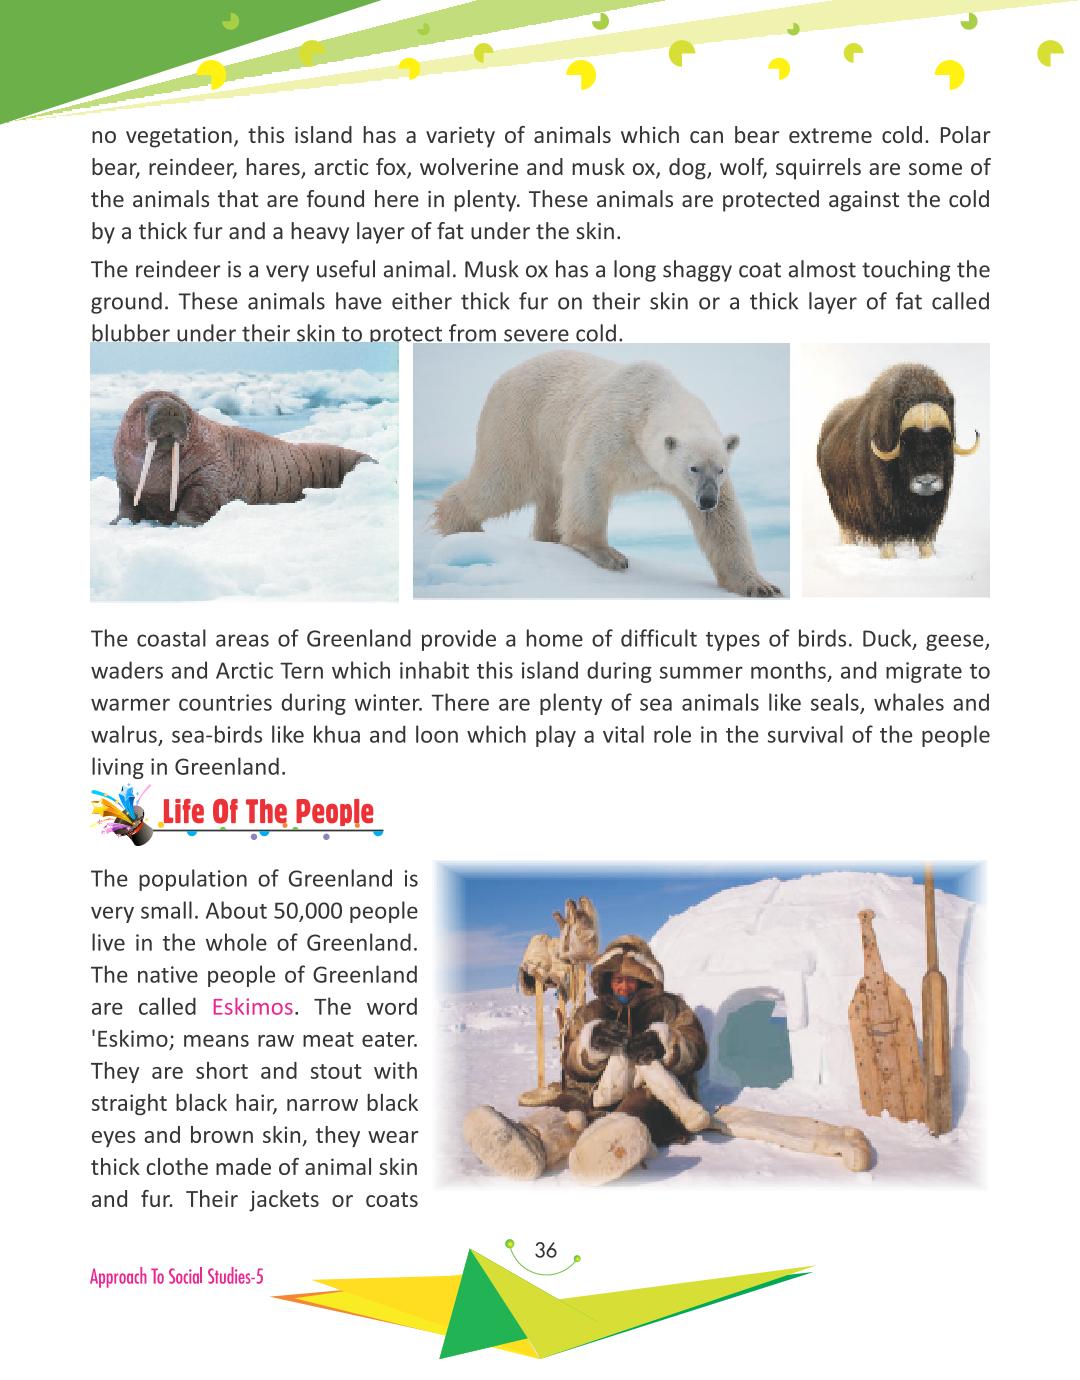 no vegetation, this island has a variety of animals which can bear extreme cold. Polar
bear, reindeer, hares, arctic fox, wolverine and musk ox, dog, wolf, squirrels are some of
the animals that are found here in plenty. These animals are protected against the cold
by a thick fur and a heavy layer of fat under the skin.
The reindeer is a very useful animal. Musk ox has a long shaggy coat almost touching the
ground. These animals have either thick fur on their skin or a thick layer of fat called
blubber under their skin to protect from severe cold.
The coastal areas of Greenland provide a home of difficult types of birds. Duck, geese,
waders and Arctic Tern which inhabit this island during summer months, and migrate to
warmer countries during winter. There are plenty of sea animals like seals, whales and
walrus, sea-birds like khua and loon which play a vital role in the survival of the people
living in Greenland.
Life Of The People
The population of Greenland is
very small. About 50,000 people
live in the whole of Greenland.
The native people of Greenland
are called Eskimos. The word
'Eskimo; means raw meat eater.
They are short and stout with
straight black hair, narrow black
eyes and brown skin, they wear
thick clothe made of animal skin
and fur. Their jackets or coats
36
Approach To Social Studies-5